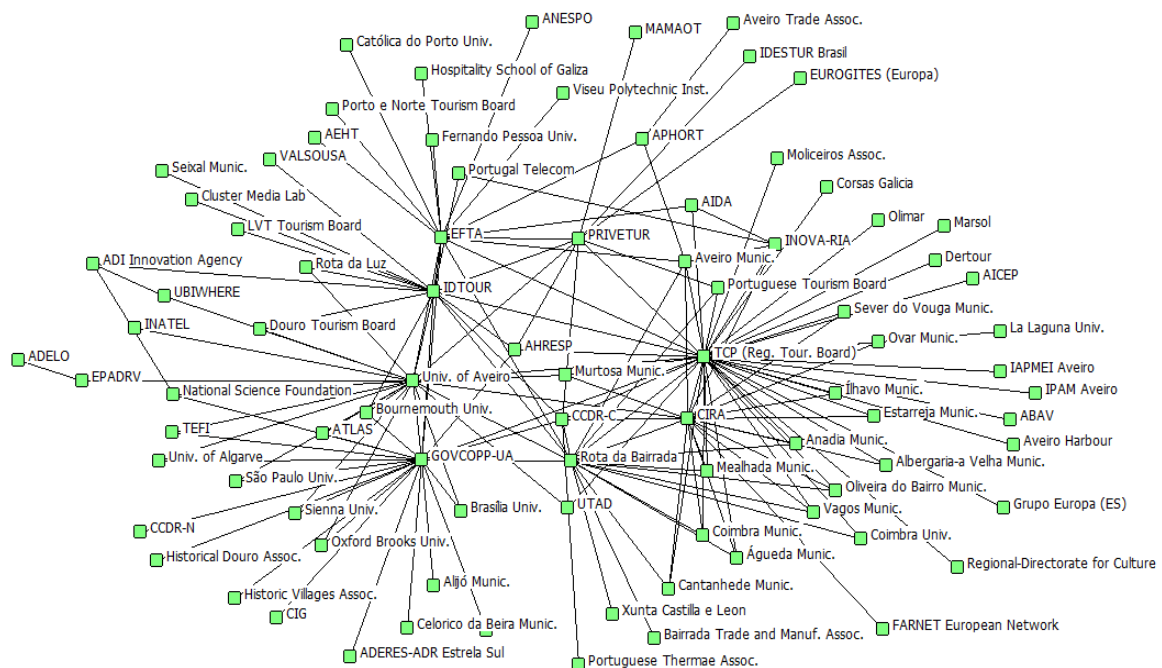 ANESPO
Aveiro Trade Assoc.
MAMAOT
Católica do Porto Univ.
IDESTUR Brasil
Hospitality School of Galiza
EUROGITES (Europa)
Viseu Polytechnic Inst.
Porto e Norte Tourism Board
AEHT
Fernando Pessoa Univ.
APHORT
VALSOUSA
Moliceiros Assoc.
Seixal Munic.
Portugal Telecom
Corsas Galicia
Cluster Media Lab
AIDA
Olimar
Marsol
LVT Tourism Board
EFTA
PRIVETUR
INOVA-RIA
ADI Innovation Agency
Rota da Luz
Aveiro Munic.
Dertour
AICEP
IDTOUR
Portuguese Tourism Board
UBIWHERE
Sever do Vouga Munic.
INATEL
Douro Tourism Board
La Laguna Univ.
Ovar Munic.
AHRESP
TCP (Reg. Tour. Board)
ADELO
EPADRV
Univ. of Aveiro
Murtosa Munic.
IAPMEI Aveiro
National Science Foundation
Ílhavo Munic.
IPAM Aveiro
Bournemouth Univ.
CCDR-C
CIRA
Estarreja Munic.
ABAV
TEFI
ATLAS
Anadia Munic.
Aveiro Harbour
Univ. of Algarve
GOVCOPP-UA
Rota da Bairrada
Mealhada Munic.
Albergaria-a Velha Munic.
São Paulo Univ.
Oliveira do Bairro Munic.
Sienna Univ.
Brasília Univ.
UTAD
Vagos Munic.
Grupo Europa (ES)
CCDR-N
Oxford Brooks Univ.
Coimbra Munic.
Coimbra Univ.
Historical Douro Assoc.
Águeda Munic.
Regional-Directorate for Culture
Alijó Munic.
Cantanhede Munic.
Historic Villages Assoc.
CIG
Xunta Castilla e Leon
Celorico da Beira Munic.
Bairrada Trade and Manuf. Assoc.
FARNET European Network
ADERES-ADR Estrela Sul
Portuguese Thermae Assoc.